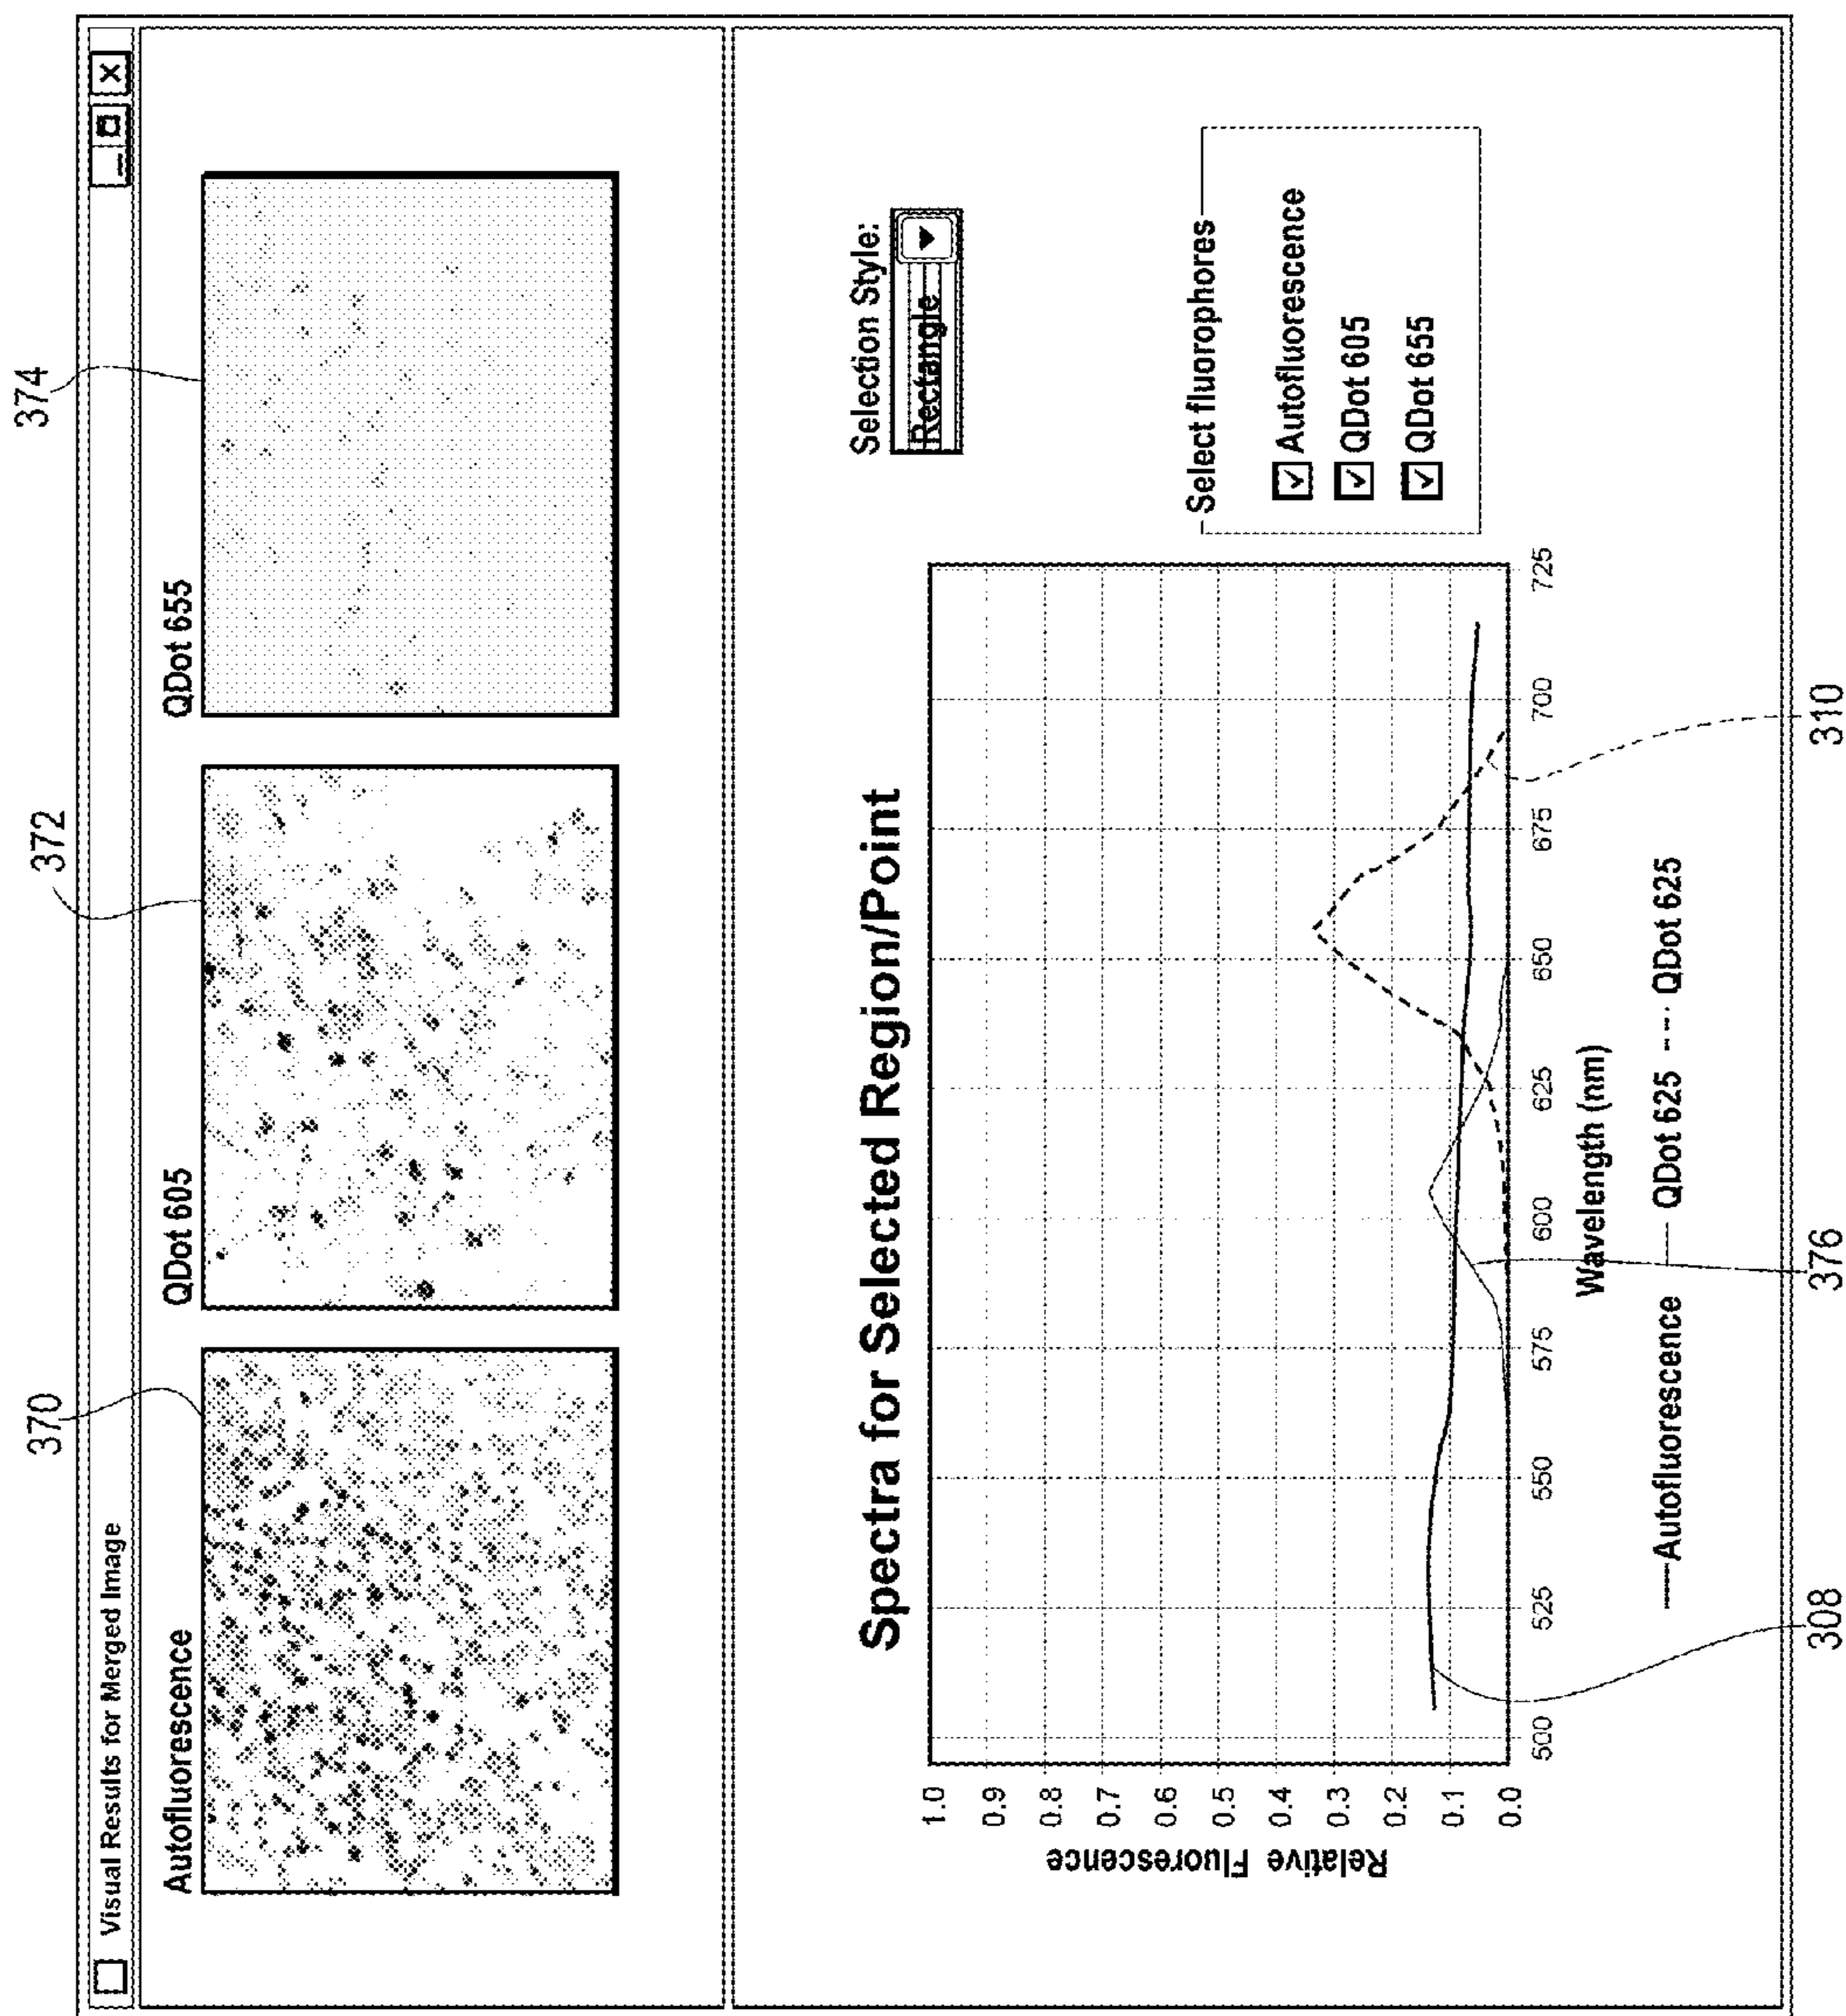 Visual Results for Merged Image
_ X
370
372
374
Autofluorescence
QDot 605
QDot 655
Spectra for Selected Region/Point
Selection Style:
Rectangle
Select fluorophores
Autofluorescence
QDot 605
QDot 655
Relative Fluorescence
1.0
0.9
0.8
0.7
0.6
0.5
0.4
0.3
0.2
0.1
0.0
500 525 550 575 600 625 650 675 700 725
Wavelength (nm)
Autofluorescence QDot 625 QDot 625
308
376
310